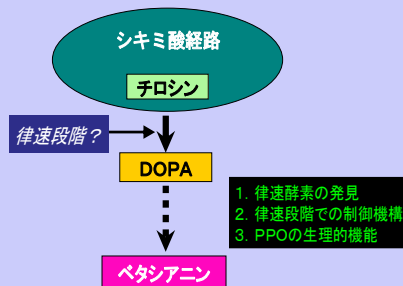 シキミ酸経路
チロシン
律速段階？
DOPA
1. 律速酵素の発見
2. 律速段階での制御機構
3. PPOの生理的機能
ベタシアニン